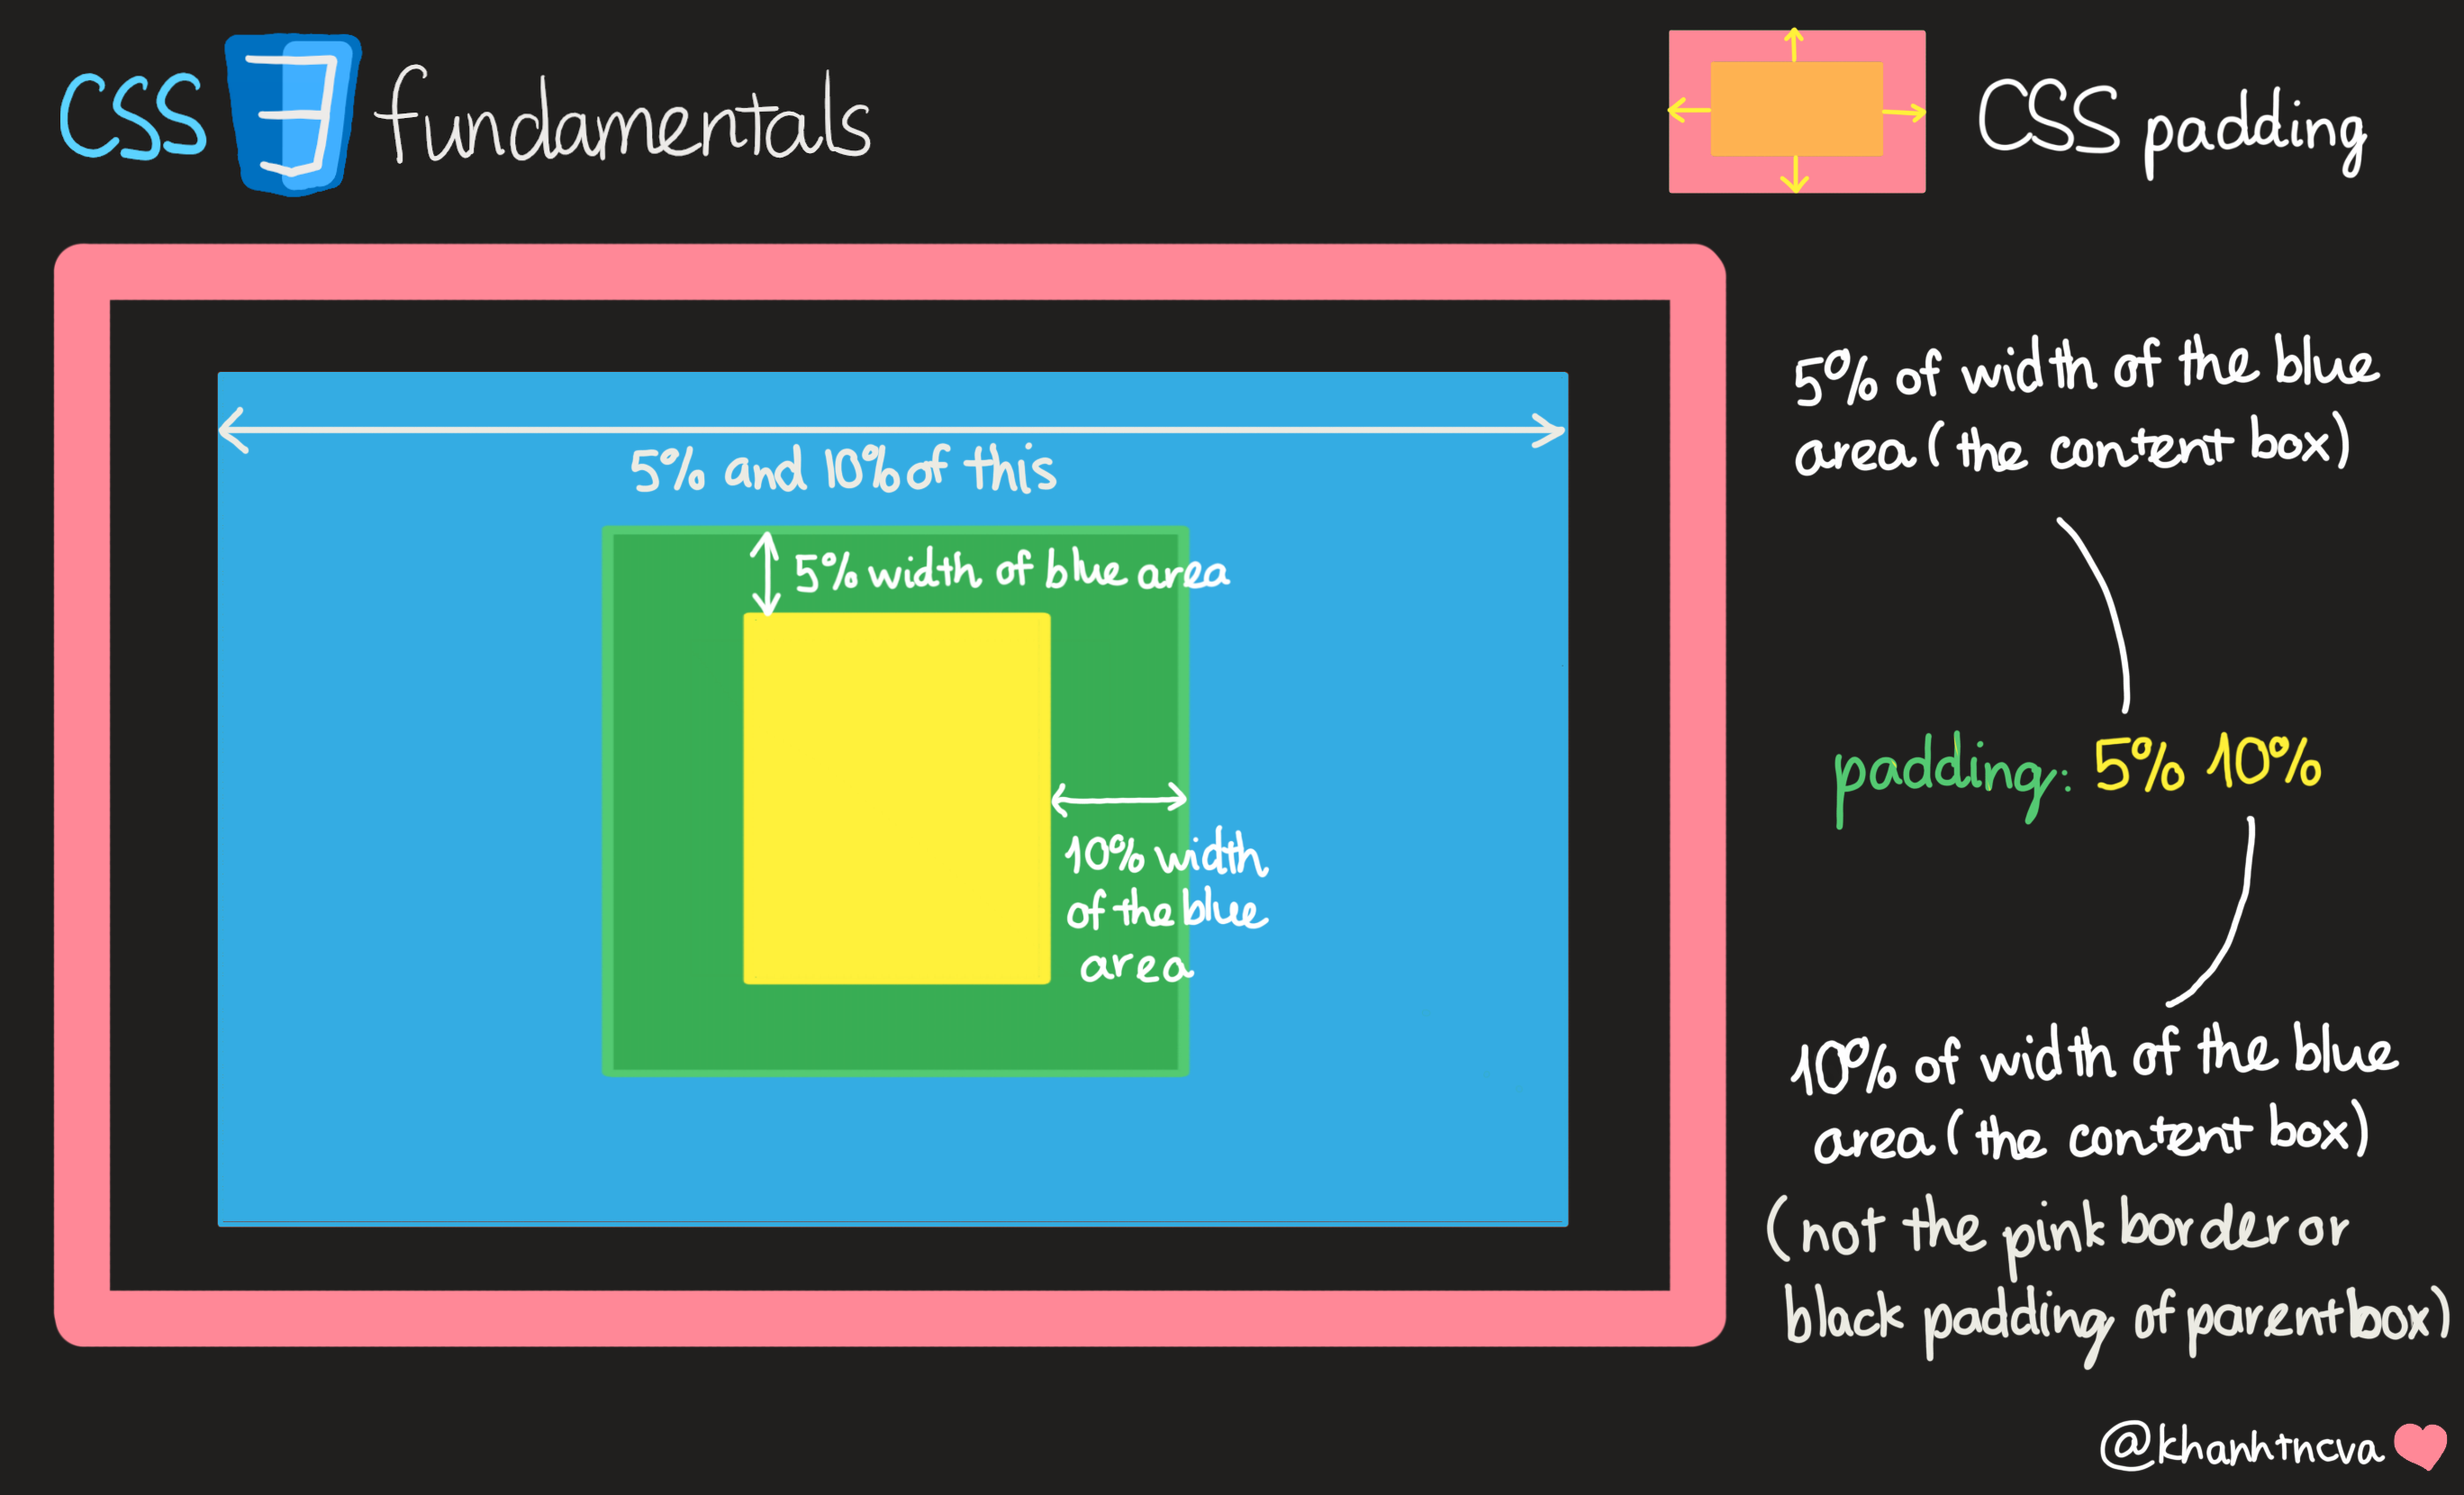 CSS 3 fundamentals
CSS padding
5% and 10% of this
5% width of blue area
10% width
of the blue
area
5% of width of the blue
area (the content box)
padding: 5% 10%
10% of width of the blue
area (the content box)
(not the pink border or
black padding of parent box)
@khanhtncva